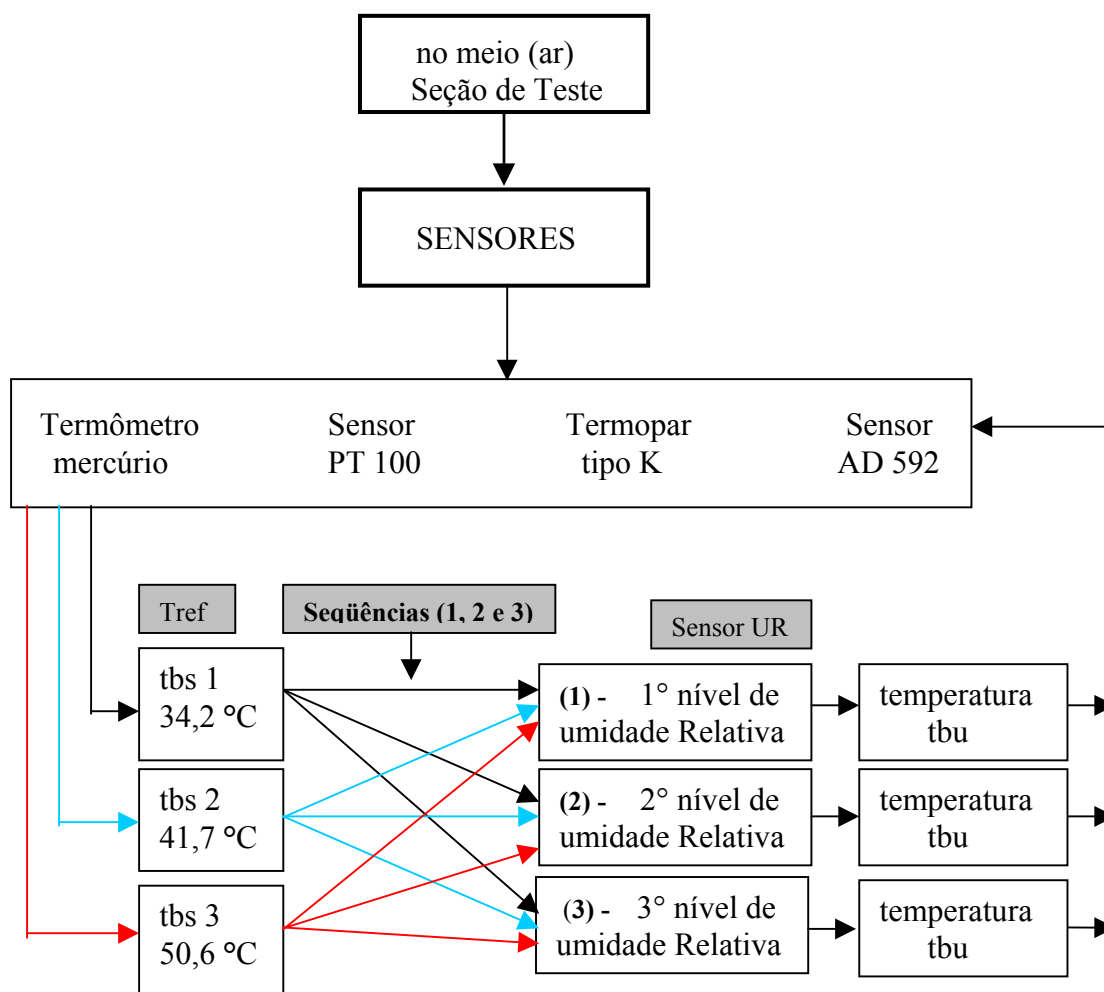 no meio (ar)
Seção de Teste
SENSORES
Termômetro
mercúrio
Sensor
PT 100
Termopar
tipo K
Sensor
AD 592
Tref
Seqüências (1, 2 e 3)
Sensor UR
tbs 1
34,2 °C
(1) - 1° nível de
umidade Relativa
temperatura
tbu
tbs 2
41,7 °C
(2) - 2° nível de
umidade Relativa
temperatura
tbu
tbs 3
50,6 °C
(3) - 3° nível de
umidade Relativa
temperatura
tbu